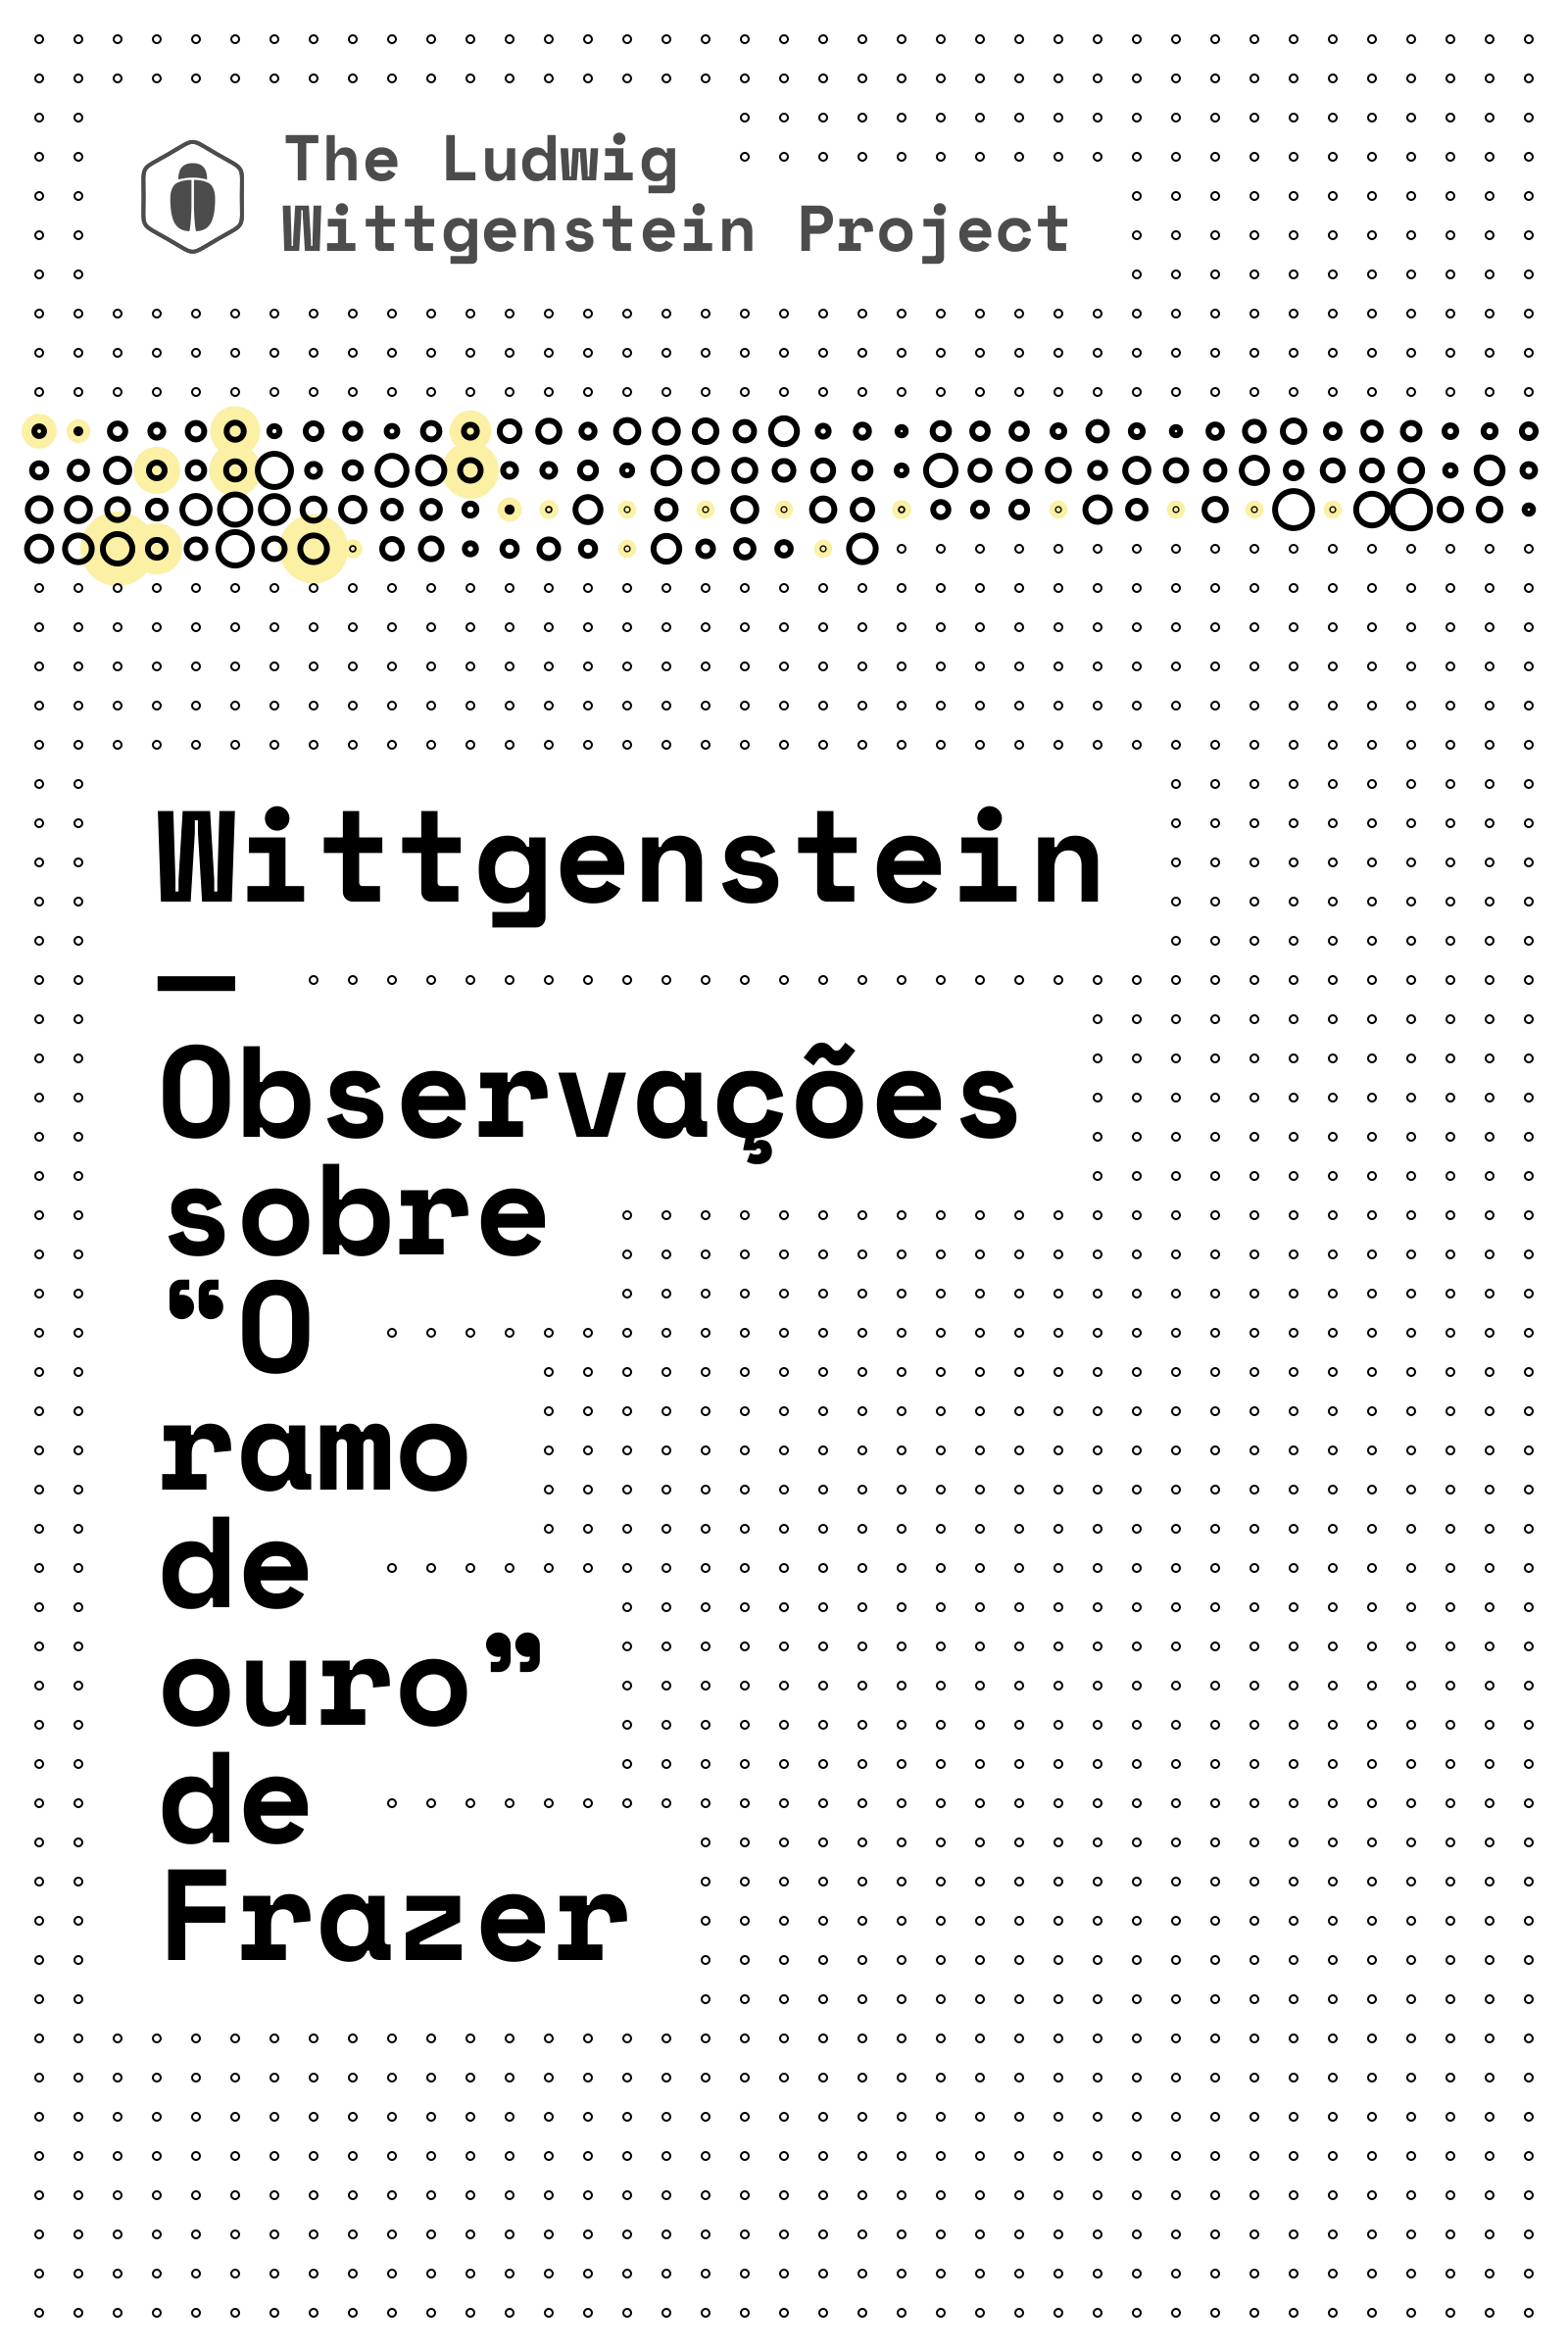 The Ludwig
Wittgenstein Project
Wittgenstein
—
Observações
sobre
“O
ramo
de
ouro”
de
Frazer